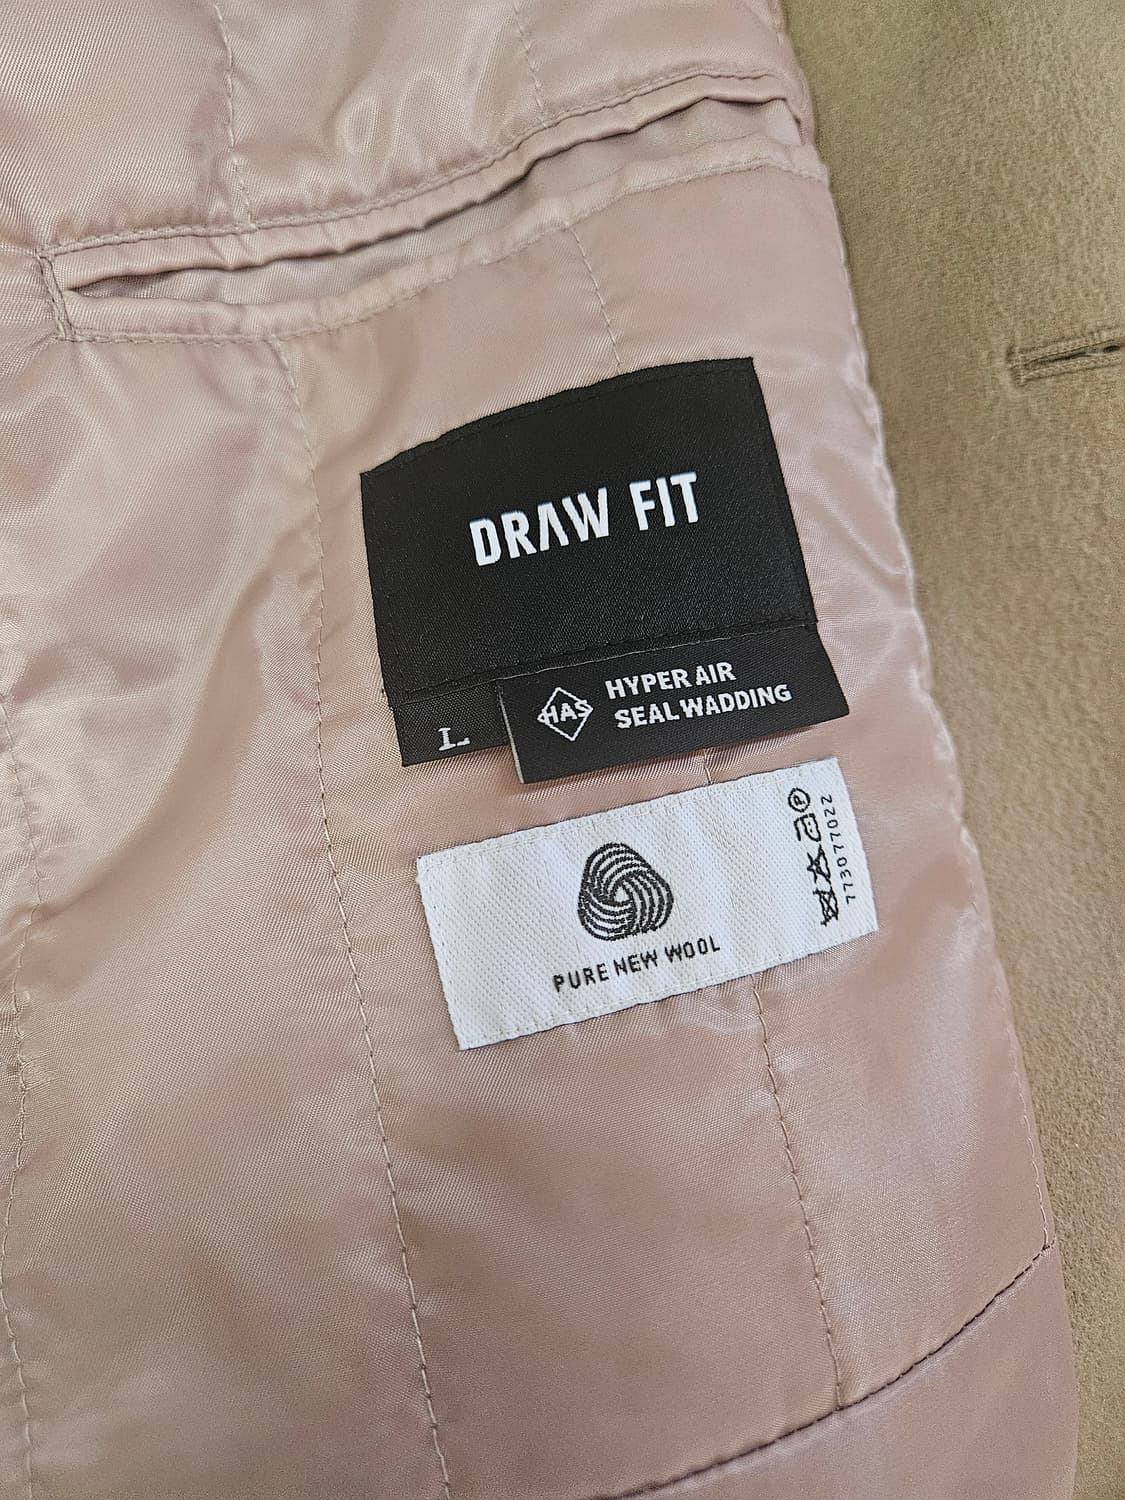 DRAW FIT
L
HAS
HYPER AIR
SEAL WADDING
PURE NEW WOOL
P
773077022